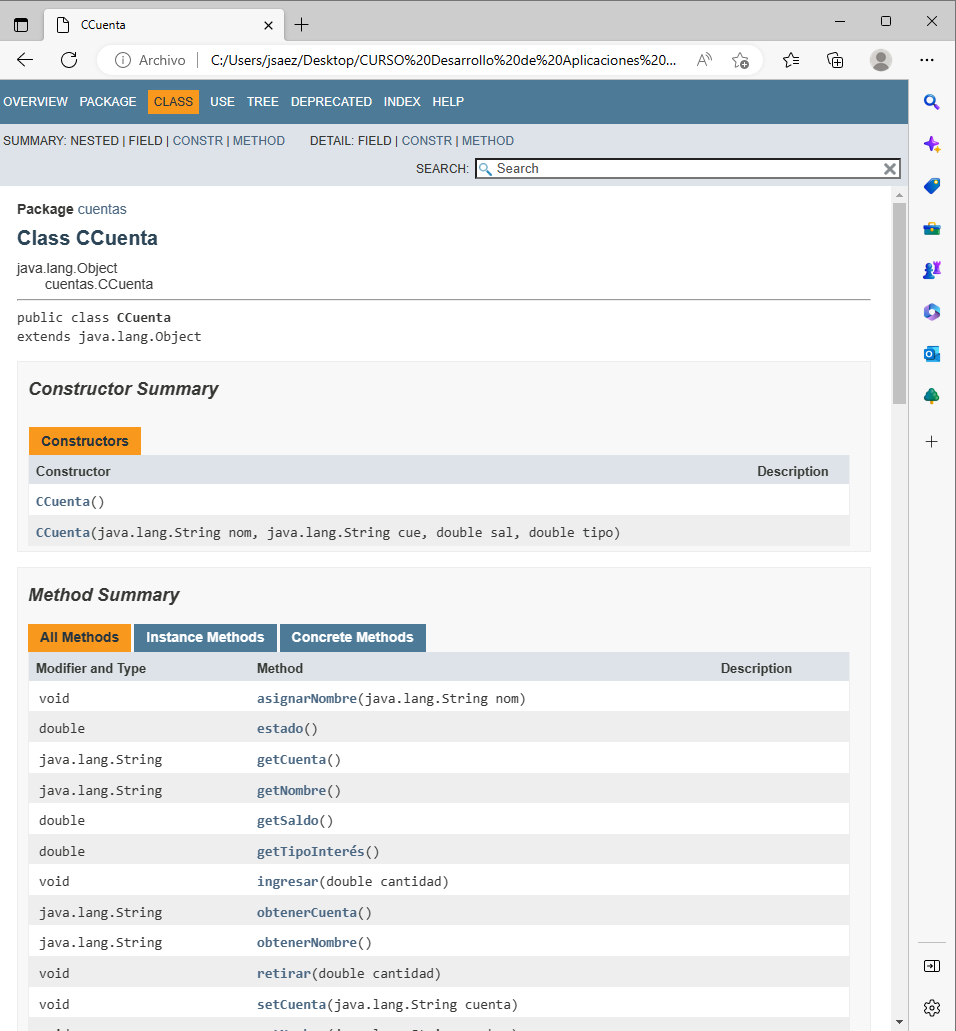 CCuenta
Archivo C:/Users/jsaez/Desktop/CURSO%20Desarrollo%20de%20Aplicaciones%20...
OVERVIEW PACKAGE CLASS USE TREE DEPRECATED INDEX HELP
SUMMARY: NESTED | FIELD | CONSTR | METHOD DETAIL: FIELD | CONSTR | METHOD
SEARCH: Search
Package cuentas
Class CCuenta
java.lang.Object
cuentas.CCuenta
public class CCuenta
extends java.lang.Object
Constructor Summary
Constructors
Constructor Description
CCuenta()
CCuenta(java.lang.String nom, java.lang.String cue, double sal, double tipo)
Method Summary
All Methods Instance Methods Concrete Methods
Modifier and Type Method Description
void asignarNombre(java.lang.String nom)
double estado()
java.lang.String getCuenta()
java.lang.String getNombre()
double getSaldo()
double getTipoInterés()
void ingresar(double cantidad)
java.lang.String obtenerCuenta()
java.lang.String obtenerNombre()
void retirar(double cantidad)
void setCuenta(java.lang.String cuenta)